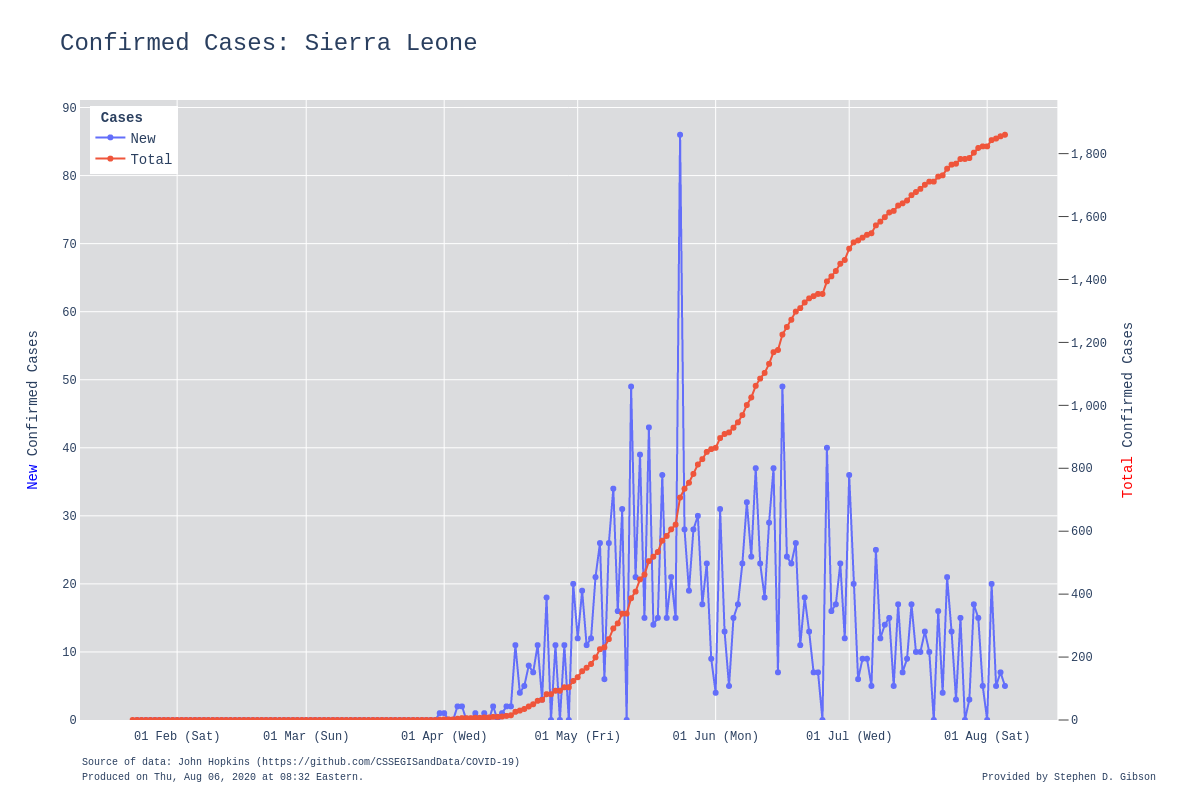 Confirmed Cases: Sierra Leone
Cases
New
Total
90
80
70
60
50
40
30
20
10
0
New Confirmed Cases
1,800
1,600
1,400
1,200
1,000
800
600
400
200
0
Total Confirmed Cases
01 Feb (Sat) 01 Mar (Sun) 01 Apr (Wed) 01 May (Fri) 01 Jun (Mon) 01 Jul (Wed) 01 Aug (Sat)
Source of data: John Hopkins (https://github.com/CSSEGISandData/COVID-19)
Produced on Thu, Aug 06, 2020 at 08:32 Eastern.
Provided by Stephen D. Gibson